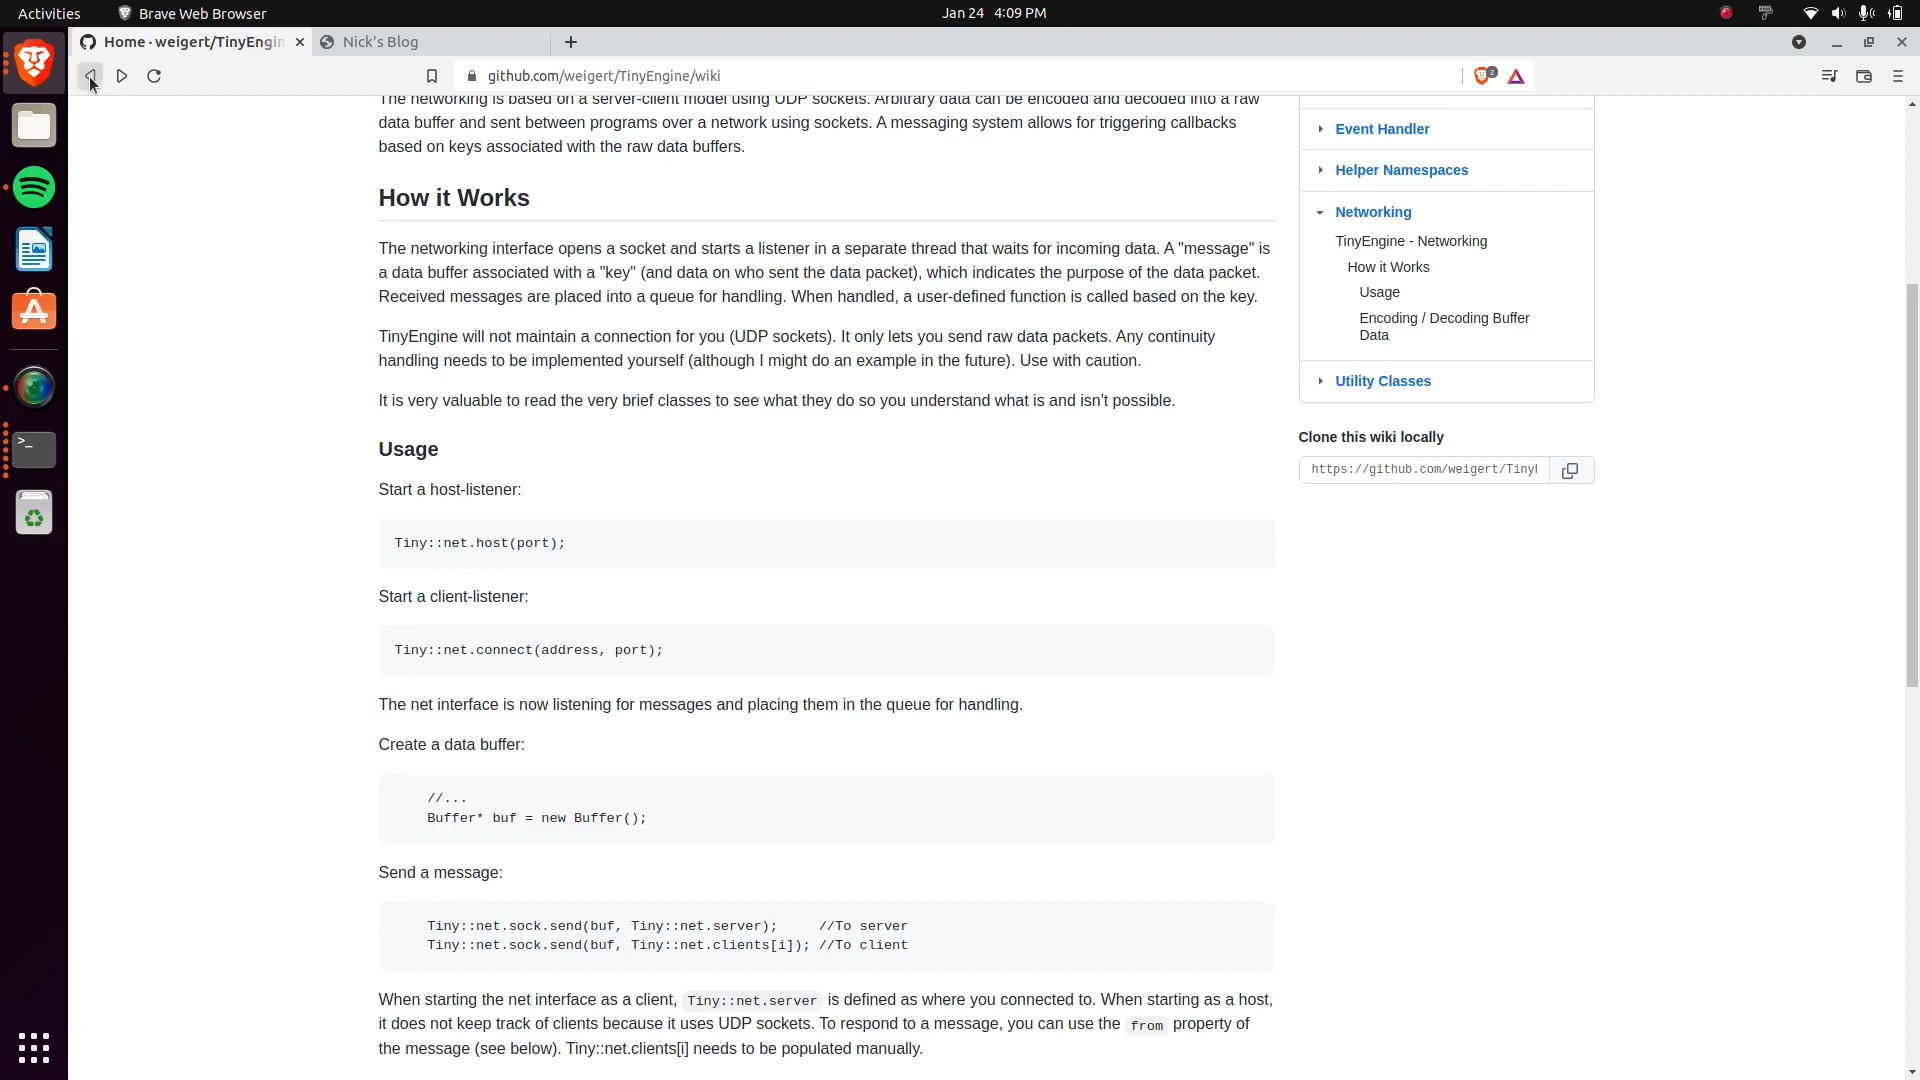 Activities
Brave Web Browser
Jan 24 4:09 PM
Home · weigert/TinyEngin
Nick's Blog
github.com/weigert/TinyEngine/wiki
2
The networking is based on a server-client model using UDP sockets. Arbitrary data can be encoded and decoded into a raw
data buffer and sent between programs over a network using sockets. A messaging system allows for triggering callbacks
based on keys associated with the raw data buffers.
How it Works
The networking interface opens a socket and starts a listener in a separate thread that waits for incoming data. A "message" is
a data buffer associated with a "key" (and data on who sent the data packet), which indicates the purpose of the data packet.
Received messages are placed into a queue for handling. When handled, a user-defined function is called based on the key.
TinyEngine will not maintain a connection for you (UDP sockets). It only lets you send raw data packets. Any continuity
handling needs to be implemented yourself (although I might do an example in the future). Use with caution.
It is very valuable to read the very brief classes to see what they do so you understand what is and isn't possible.
Usage
Start a host-listener:
Tiny::net.host(port);
Start a client-listener:
Tiny::net.connect(address, port);
The net interface is now listening for messages and placing them in the queue for handling.
Create a data buffer:
//...
Buffer* buf = new Buffer();
Send a message:
Tiny::net.sock.send(buf, Tiny::net.server);     //To server
Tiny::net.sock.send(buf, Tiny::net.clients[i]); //To client
When starting the net interface as a client, Tiny::net.server is defined as where you connected to. When starting as a host,
it does not keep track of clients because it uses UDP sockets. To respond to a message, you can use the from property of
the message (see below). Tiny::net.clients[i] needs to be populated manually.
Event Handler
Helper Namespaces
Networking
TinyEngine - Networking
How it Works
Usage
Encoding / Decoding Buffer
Data
Utility Classes
Clone this wiki locally
https://github.com/weigert/Tiny